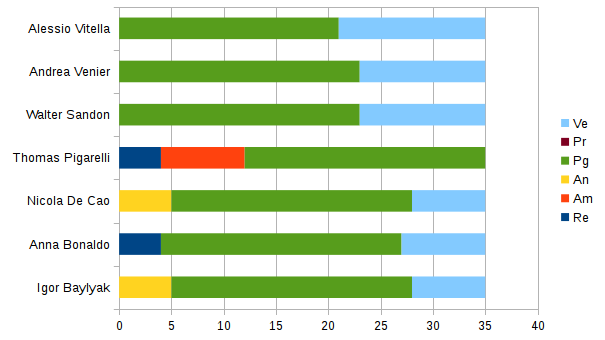 Alessio Vitella
Andrea Venier
Walter Sandon
Thomas Pigarelli
Nicola De Cao
Anna Bonaldo
Igor Baylyak
0 5 10 15 20 25 30 35 40
Ve
Pr
Pg
An
Am
Re